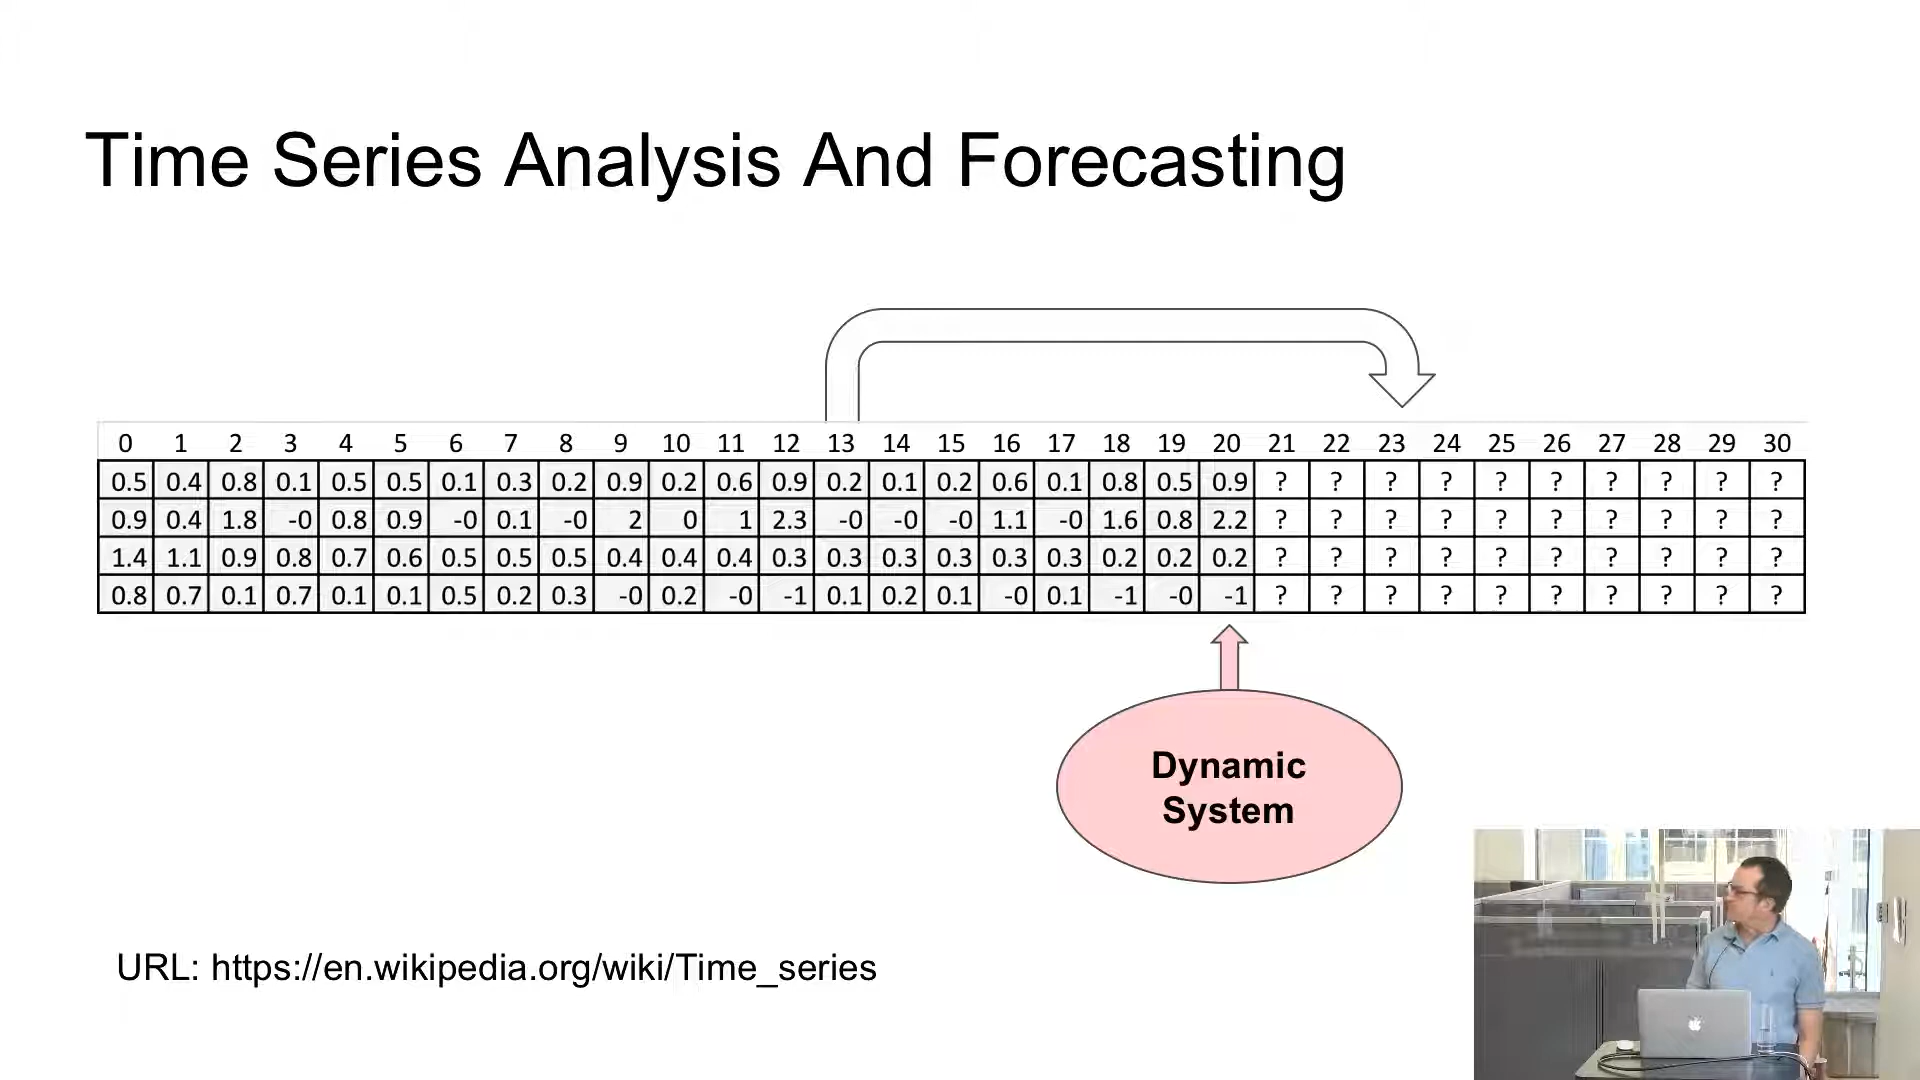 Time Series Analysis And Forecasting
0 1 2 3 4 5 6 7 8 9 10 11 12 13 14 15 16 17 18 19 20 21 22 23 24 25 26 27 28 29 30
0.5 0.4 0.8 0.1 0.5 0.5 0.1 0.3 0.2 0.9 0.2 0.6 0.9 0.2 0.1 0.2 0.6 0.1 0.8 0.5 0.9 ? ? ? ? ? ? ? ? ? ?
0.9 0.4 1.8 -0 0.8 0.9 -0 0.1 -0 2 0 1 2.3 -0 -0 -0 1.1 -0 1.6 0.8 2.2 ? ? ? ? ? ? ? ? ? ?
1.4 1.1 0.9 0.8 0.7 0.6 0.5 0.5 0.5 0.4 0.4 0.4 0.3 0.3 0.3 0.3 0.3 0.3 0.2 0.2 0.2 ? ? ? ? ? ? ? ? ? ?
0.8 0.7 0.1 0.7 0.1 0.1 0.5 0.2 0.3 -0 0.2 -0 -1 0.1 0.2 0.1 -0 0.1 -1 -0 -1 ? ? ? ? ? ? ? ? ? ?
Dynamic
System
URL: https://en.wikipedia.org/wiki/Time_series